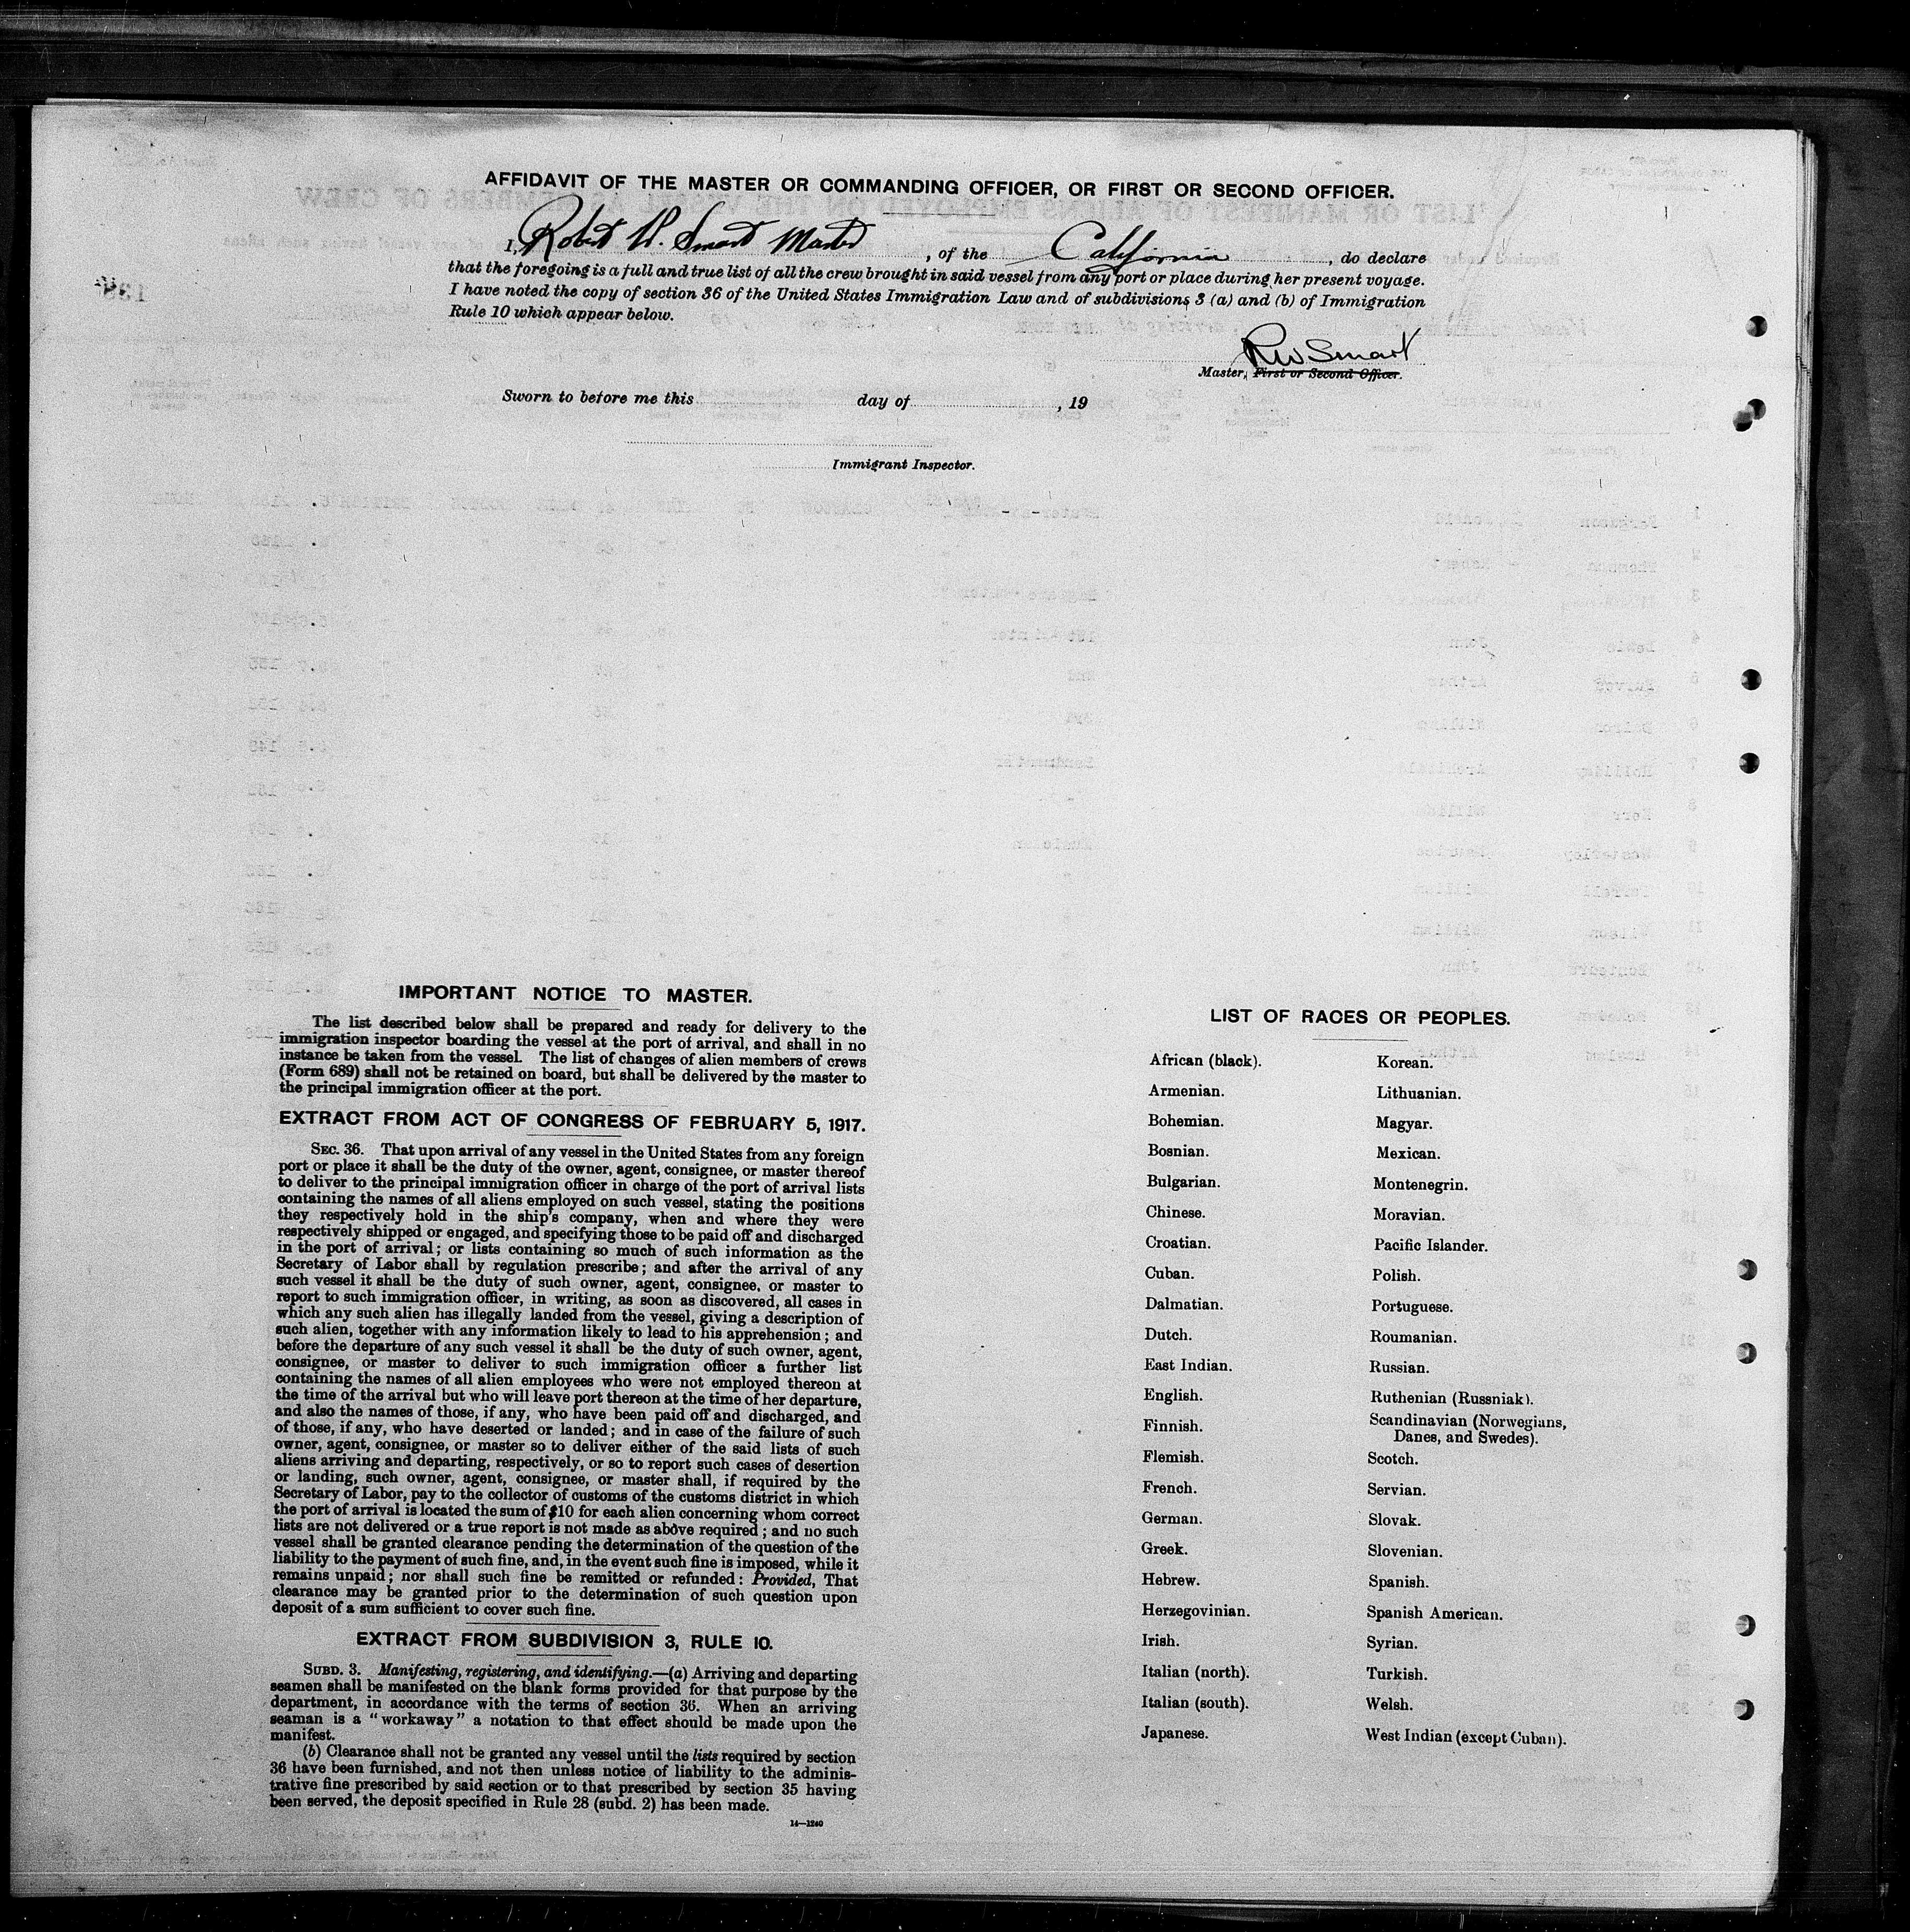 AFFIDAVIT OF THE MASTER OR COMMANDING OFFICER, OR FIRST OR SECOND OFFICER.
I, Robert W. Smart Master, of the California, do declare
that the foregoing is a full and true list of all the crew brought in said vessel from any port or place during her present voyage.
I have noted the copy of section 36 of the United States Immigration Law and of subdivisions 3 (a) and (b) of Immigration
Rule 10 which appear below.
RW Smart
Master, First or Second Officer.
Sworn to before me this day of , 19
Immigrant Inspector.
IMPORTANT NOTICE TO MASTER.
The list described below shall be prepared and ready for delivery to the
immigration inspector boarding the vessel at the port of arrival, and shall in no
instance be taken from the vessel. The list of changes of alien members of crews
(Form 689) shall not be retained on board, but shall be delivered by the master to
the principal immigration officer at the port.
EXTRACT FROM ACT OF CONGRESS OF FEBRUARY 5, 1917.
SEC. 36. That upon arrival of any vessel in the United States from any foreign
port or place it shall be the duty of the owner, agent, consignee, or master thereof
to deliver to the principal immigration officer in charge of the port of arrival lists
containing the names of all aliens employed on such vessel, stating the positions
they respectively hold in the ship's company, when and where they were
respectively shipped or engaged, and specifying those to be paid off and discharged
in the port of arrival; or lists containing so much of such information as the
Secretary of Labor shall by regulation prescribe; and after the arrival of any
such vessel it shall be the duty of such owner, agent, consignee, or master to
report to such immigration officer, in writing, as soon as discovered, all cases in
which any such alien has illegally landed from the vessel, giving a description of
such alien, together with any information likely to lead to his apprehension; and
before the departure of any such vessel it shall be the duty of such owner, agent,
consignee, or master to deliver to such immigration officer a further list
containing the names of all alien employees who were not employed thereon at
the time of the arrival but who will leave port thereon at the time of her departure,
and also the names of those, if any, who have been paid off and discharged, and
of those, if any, who have deserted or landed; and in case of the failure of such
owner, agent, consignee, or master so to deliver either of the said lists of such
aliens arriving and departing, respectively, or so to report such cases of desertion
or landing, such owner, agent, consignee, or master shall, if required by the
Secretary of Labor, pay to the collector of customs of the customs district in which
the port of arrival is located the sum of $10 for each alien concerning whom correct
lists are not delivered or a true report is not made as above required; and no such
vessel shall be granted clearance pending the determination of the question of the
liability to the payment of such fine, and, in the event such fine is imposed, while it
remains unpaid; nor shall such fine be remitted or refunded: Provided, That
clearance may be granted prior to the determination of such question upon
deposit of a sum sufficient to cover such fine.
EXTRACT FROM SUBDIVISION 3, RULE 10.
SUBD. 3. Manifesting, registering, and identifying.—(a) Arriving and departing
seamen shall be manifested on the blank forms provided for that purpose by the
department, in accordance with the terms of section 36. When an arriving
seaman is a "workaway" a notation to that effect should be made upon the
manifest.
(b) Clearance shall not be granted any vessel until the lists required by section
36 have been furnished, and not then unless notice of liability to the adminis-
trative fine prescribed by said section or to that prescribed by section 35 having
been served, the deposit specified in Rule 28 (subd. 2) has been made.
14—1240
LIST OF RACES OR PEOPLES.
African (black).
Armenian.
Bohemian.
Bosnian.
Bulgarian.
Chinese.
Croatian.
Cuban.
Dalmatian.
Dutch.
East Indian.
English.
Finnish.
Flemish.
French.
German.
Greek.
Hebrew.
Herzegovinian.
Irish.
Italian (north).
Italian (south).
Japanese.
Korean.
Lithuanian.
Magyar.
Mexican.
Montenegrin.
Moravian.
Pacific Islander.
Polish.
Portuguese.
Roumanian.
Russian.
Ruthenian (Russniak).
Scandinavian (Norwegians,
Danes, and Swedes).
Scotch.
Servian.
Slovak.
Slovenian.
Spanish.
Spanish American.
Syrian.
Turkish.
Welsh.
West Indian (except Cuban).